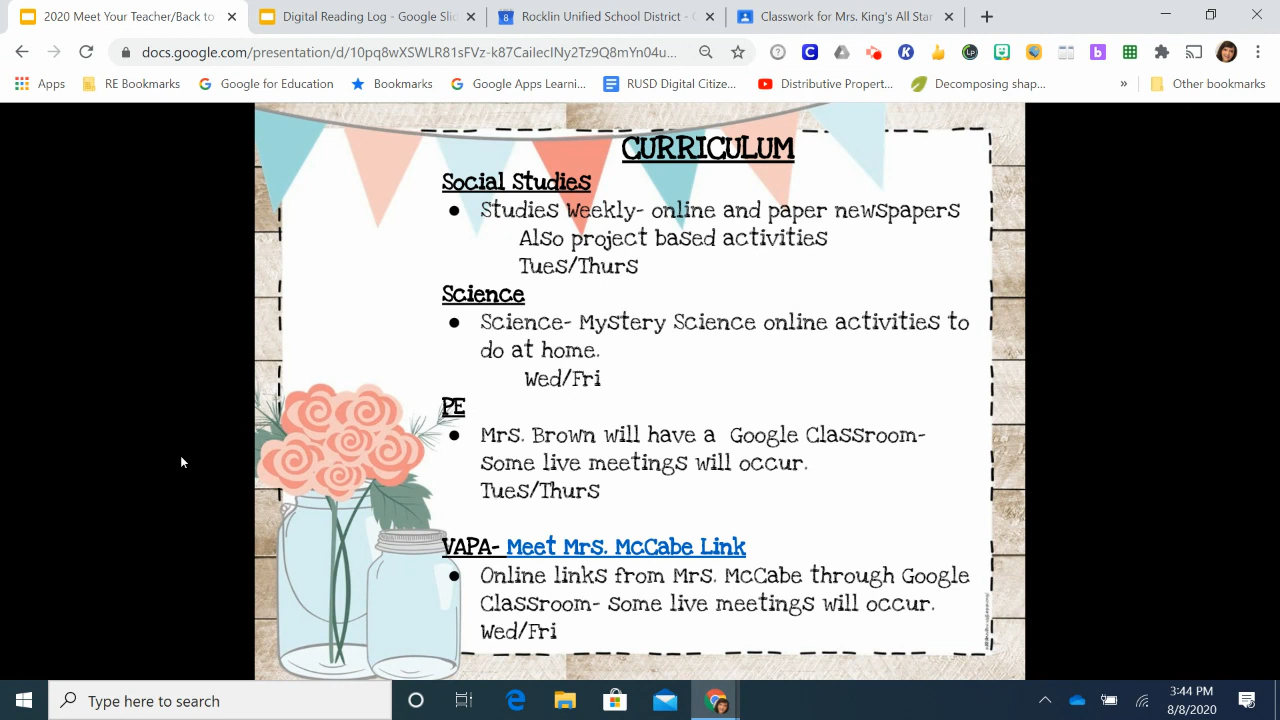 2020 Meet Your Teacher/Back to
Digital Reading Log - Google Slid
Rocklin Unified School District - C
Classwork for Mrs. King's All Star
docs.google.com/presentation/d/10pq8wXSWLR81sFVz-k87CaiIecINy2Tz9Q8mYn04u...
Apps RE Bookmarks Google for Education Bookmarks Google Apps Learni... RUSD Digital Citize... Distributive Propert... Decomposing shap... » Other bookmarks
CURRICULUM
Social Studies
● Studies Weekly- online and paper newspapers
Also project based activities
Tues/Thurs
Science
● Science- Mystery Science online activities to
do at home.
Wed/Fri
PE
● Mrs. Brown will have a Google Classroom-
some live meetings will occur.
Tues/Thurs
VAPA- Meet Mrs. McCabe Link
● Online links from Mrs. McCabe through Google
Classroom- some live meetings will occur.
Wed/Fri
Type here to search
3:44 PM
8/8/2020